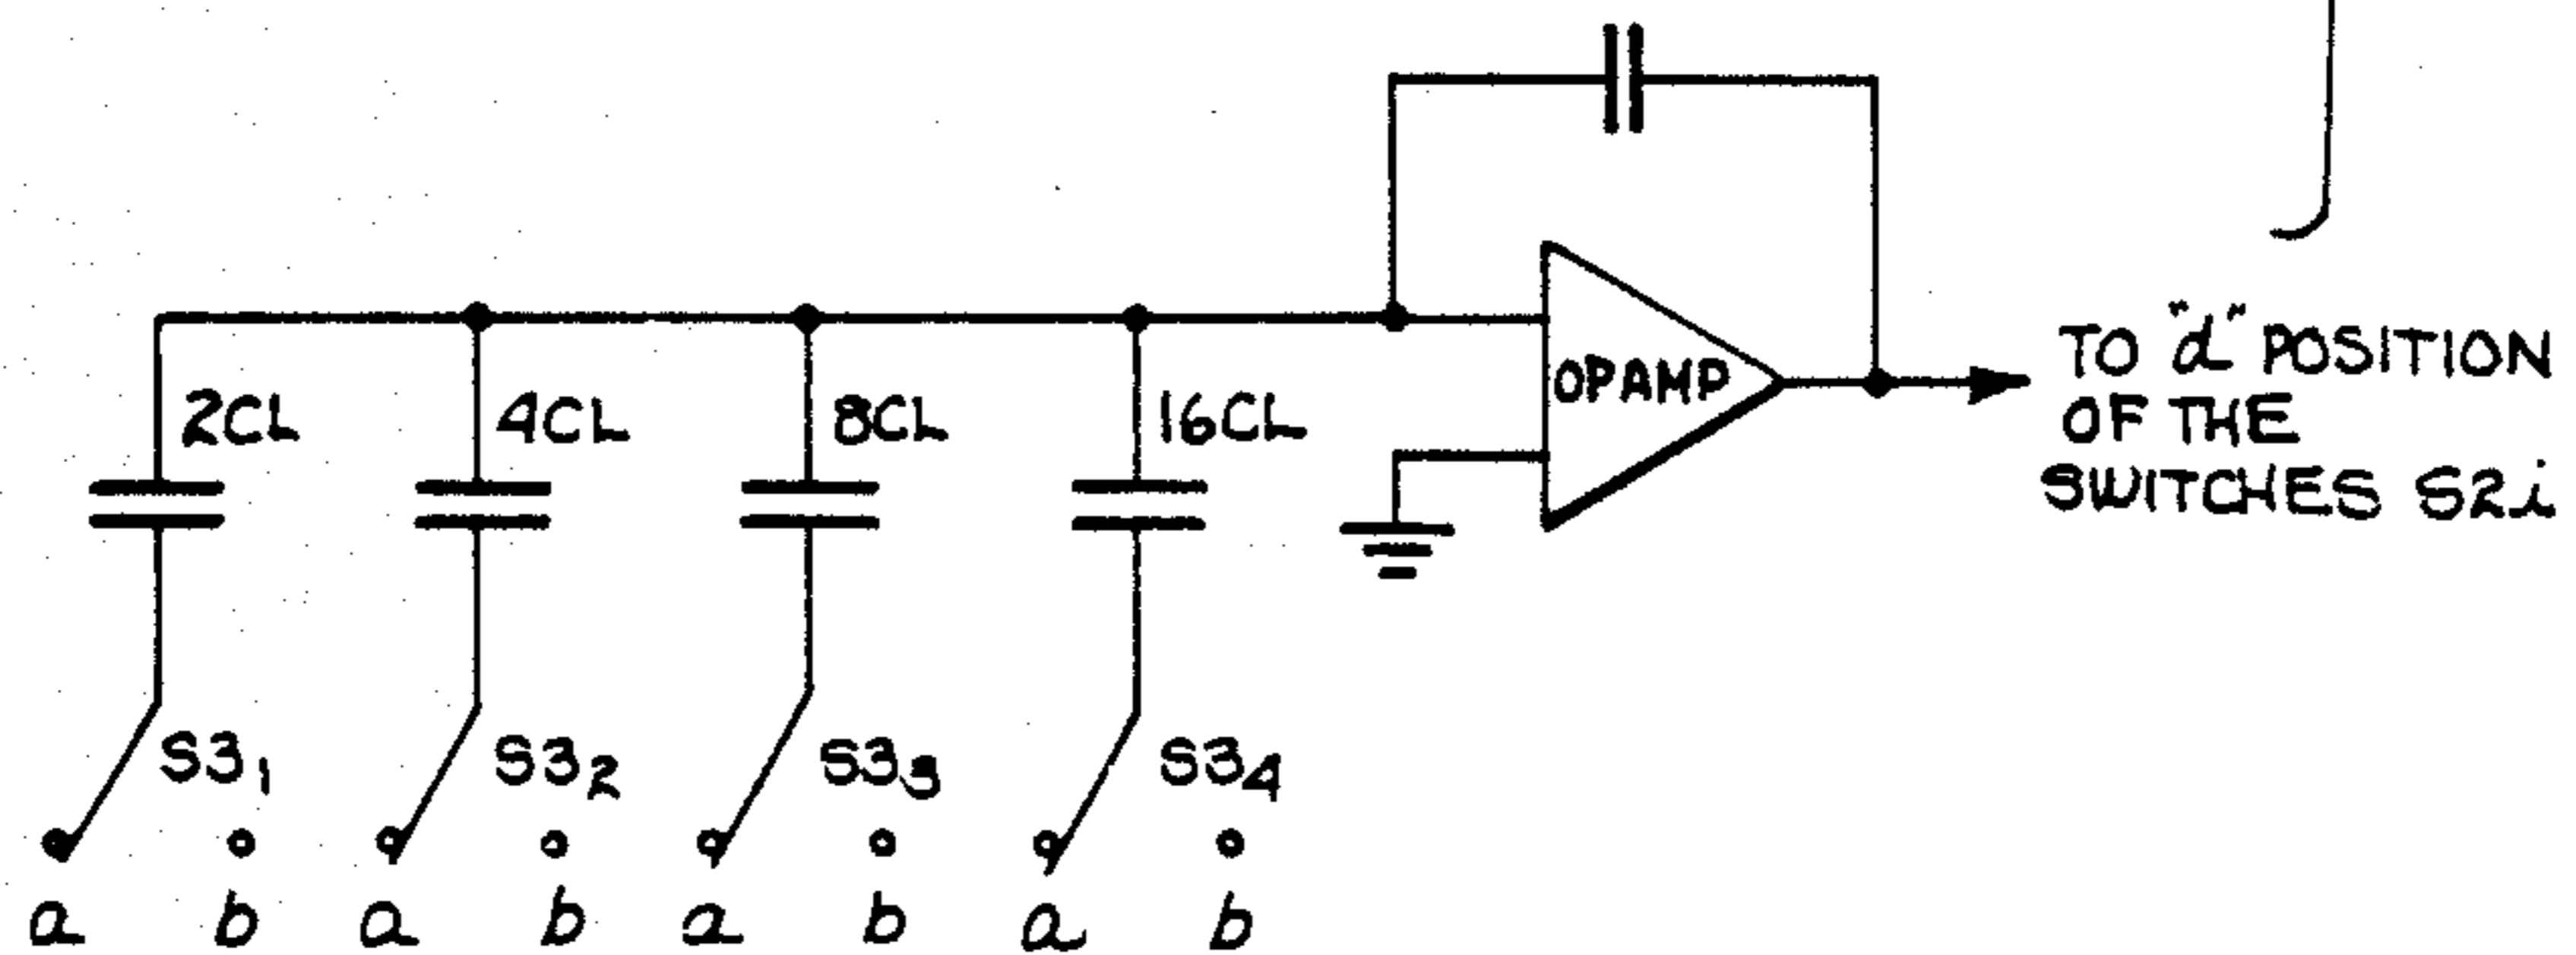 2CL 4CL 8CL 16CL
OPAMP
TO "d" POSITION
OF THE
SWITCHES S2i
S3₁ S3₂ S3₃ S3₄
a b a b a b a b